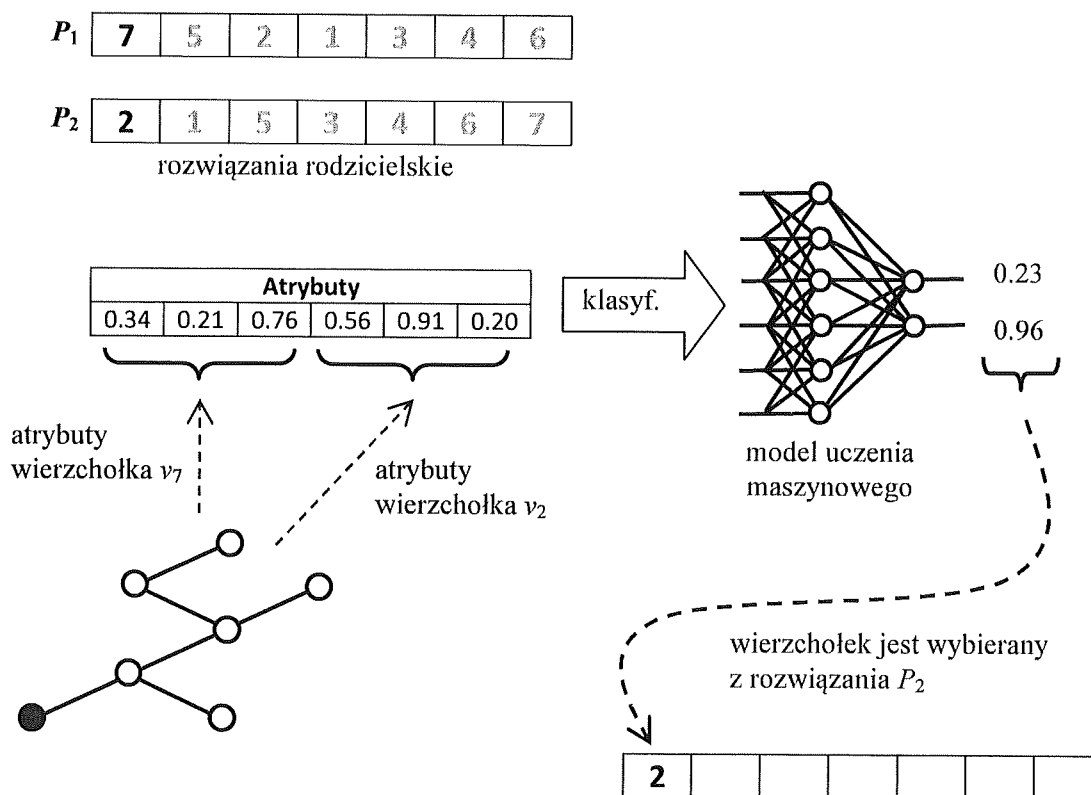 P₁ 7 5 2 1 3 4 6
P₂ 2 1 5 3 4 6 7
rozwiązania rodzicielskie
Atrybuty
0.34 0.21 0.76 0.56 0.91 0.20
klasyf.
0.23
0.96
atrybuty
wierzchołka v₇
atrybuty
wierzchołka v₂
model uczenia
maszynowego
wierzchołek jest wybierany
z rozwiązania P₂
2